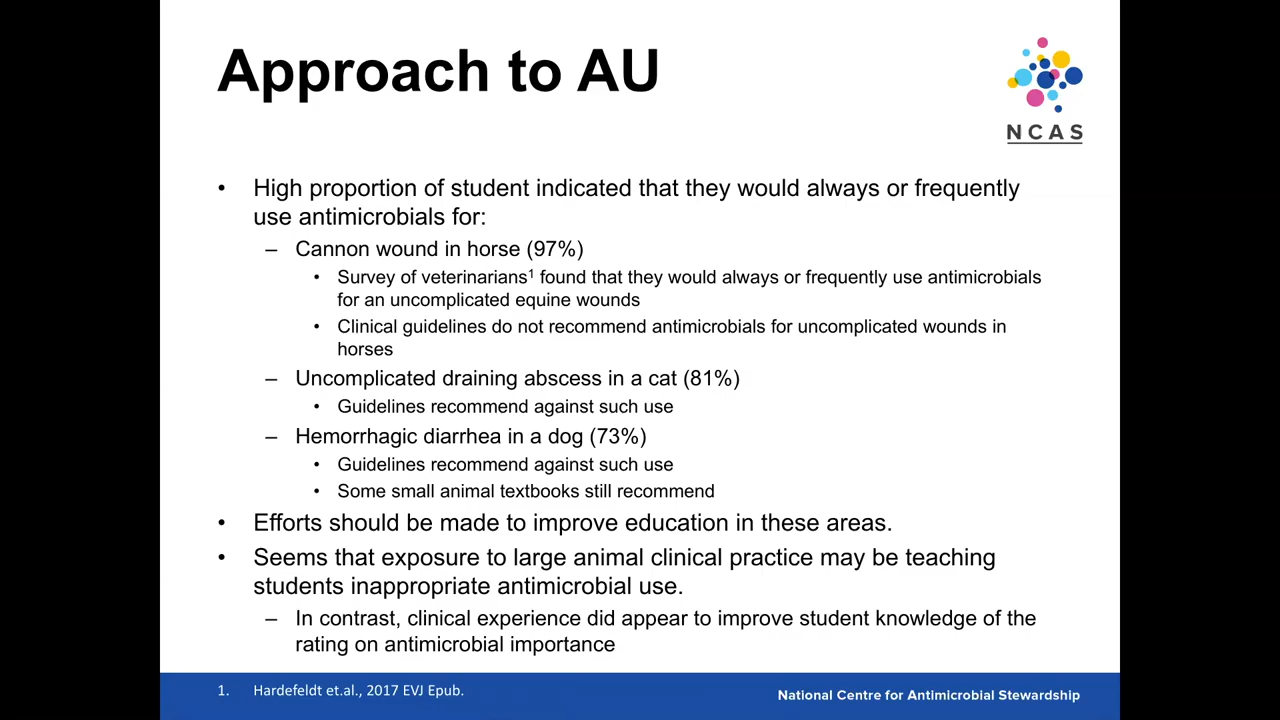 Approach to AU
NCAS
• High proportion of student indicated that they would always or frequently
use antimicrobials for:
– Cannon wound in horse (97%)
• Survey of veterinarians¹ found that they would always or frequently use antimicrobials
for an uncomplicated equine wounds
• Clinical guidelines do not recommend antimicrobials for uncomplicated wounds in
horses
– Uncomplicated draining abscess in a cat (81%)
• Guidelines recommend against such use
– Hemorrhagic diarrhea in a dog (73%)
• Guidelines recommend against such use
• Some small animal textbooks still recommend
• Efforts should be made to improve education in these areas.
• Seems that exposure to large animal clinical practice may be teaching
students inappropriate antimicrobial use.
– In contrast, clinical experience did appear to improve student knowledge of the
rating on antimicrobial importance
1. Hardefeldt et.al., 2017 EVJ Epub.
National Centre for Antimicrobial Stewardship